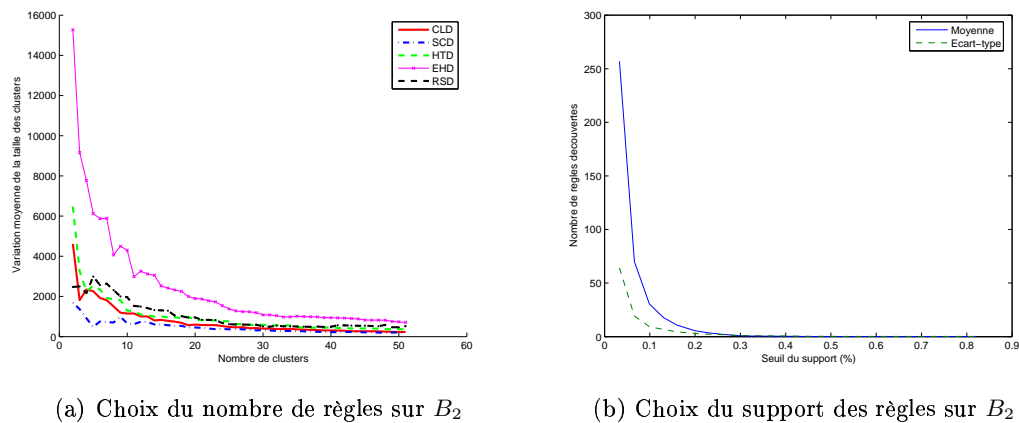 16000
14000
12000
10000
8000
6000
4000
2000
0
Variation moyenne de la taille des clusters
0 10 20 30 40 50 60
Nombre de clusters
CLD
SCD
HTD
EHD
RSD
(a) Choix du nombre de règles sur B₂
300
250
200
150
100
50
0
Nombre de regles decouvertes
0 0.1 0.2 0.3 0.4 0.5 0.6 0.7 0.8 0.9
Seuil du support (%)
Moyenne
Ecart-type
(b) Choix du support des règles sur B₂